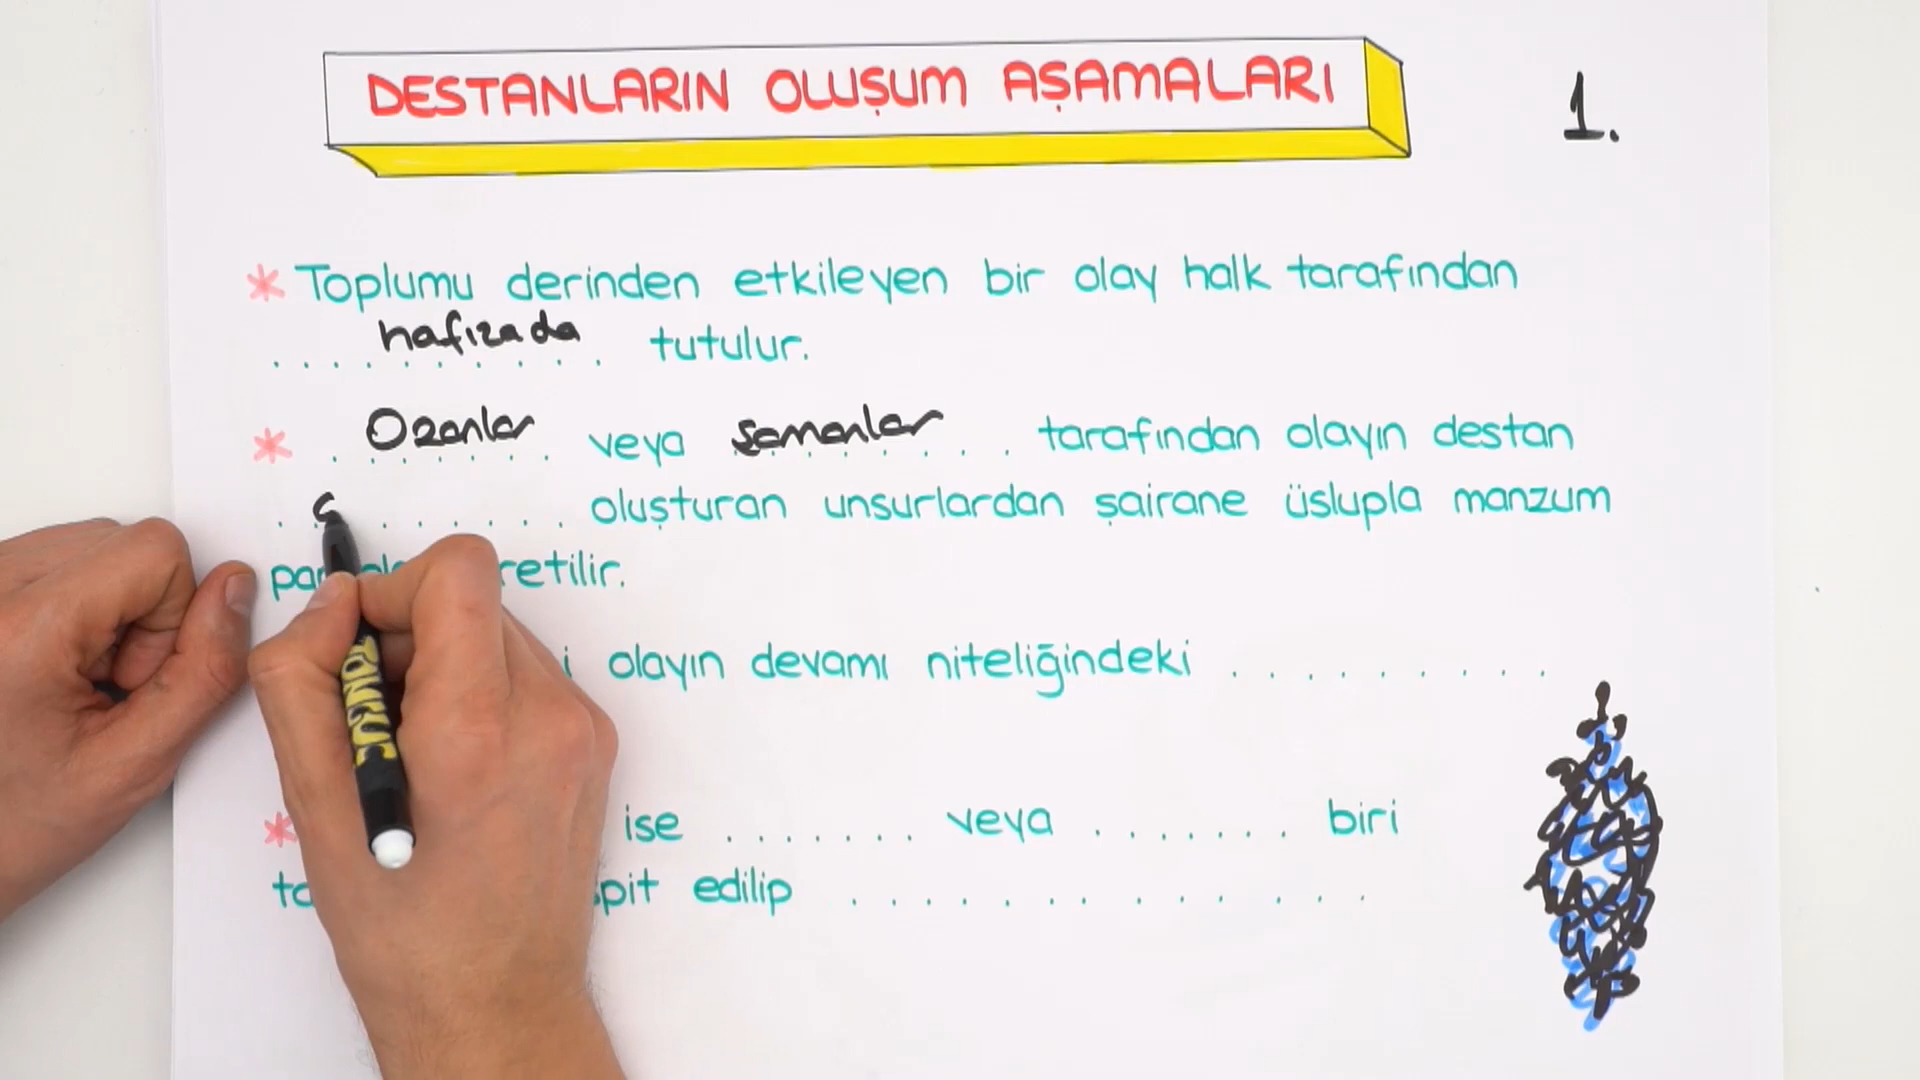 DESTANLARIN OLUŞUM AŞAMALARI
1.
* Toplumu derinden etkileyen bir olay halk tarafından
hafızada tutulur.
* Ozanlar veya şamanlar tarafından olayın destan
oluşturan unsurlardan şairane üslupla manzum
retilir.
olayın devamı niteliğindeki
* ise veya biri
edilip
TONGUÇ